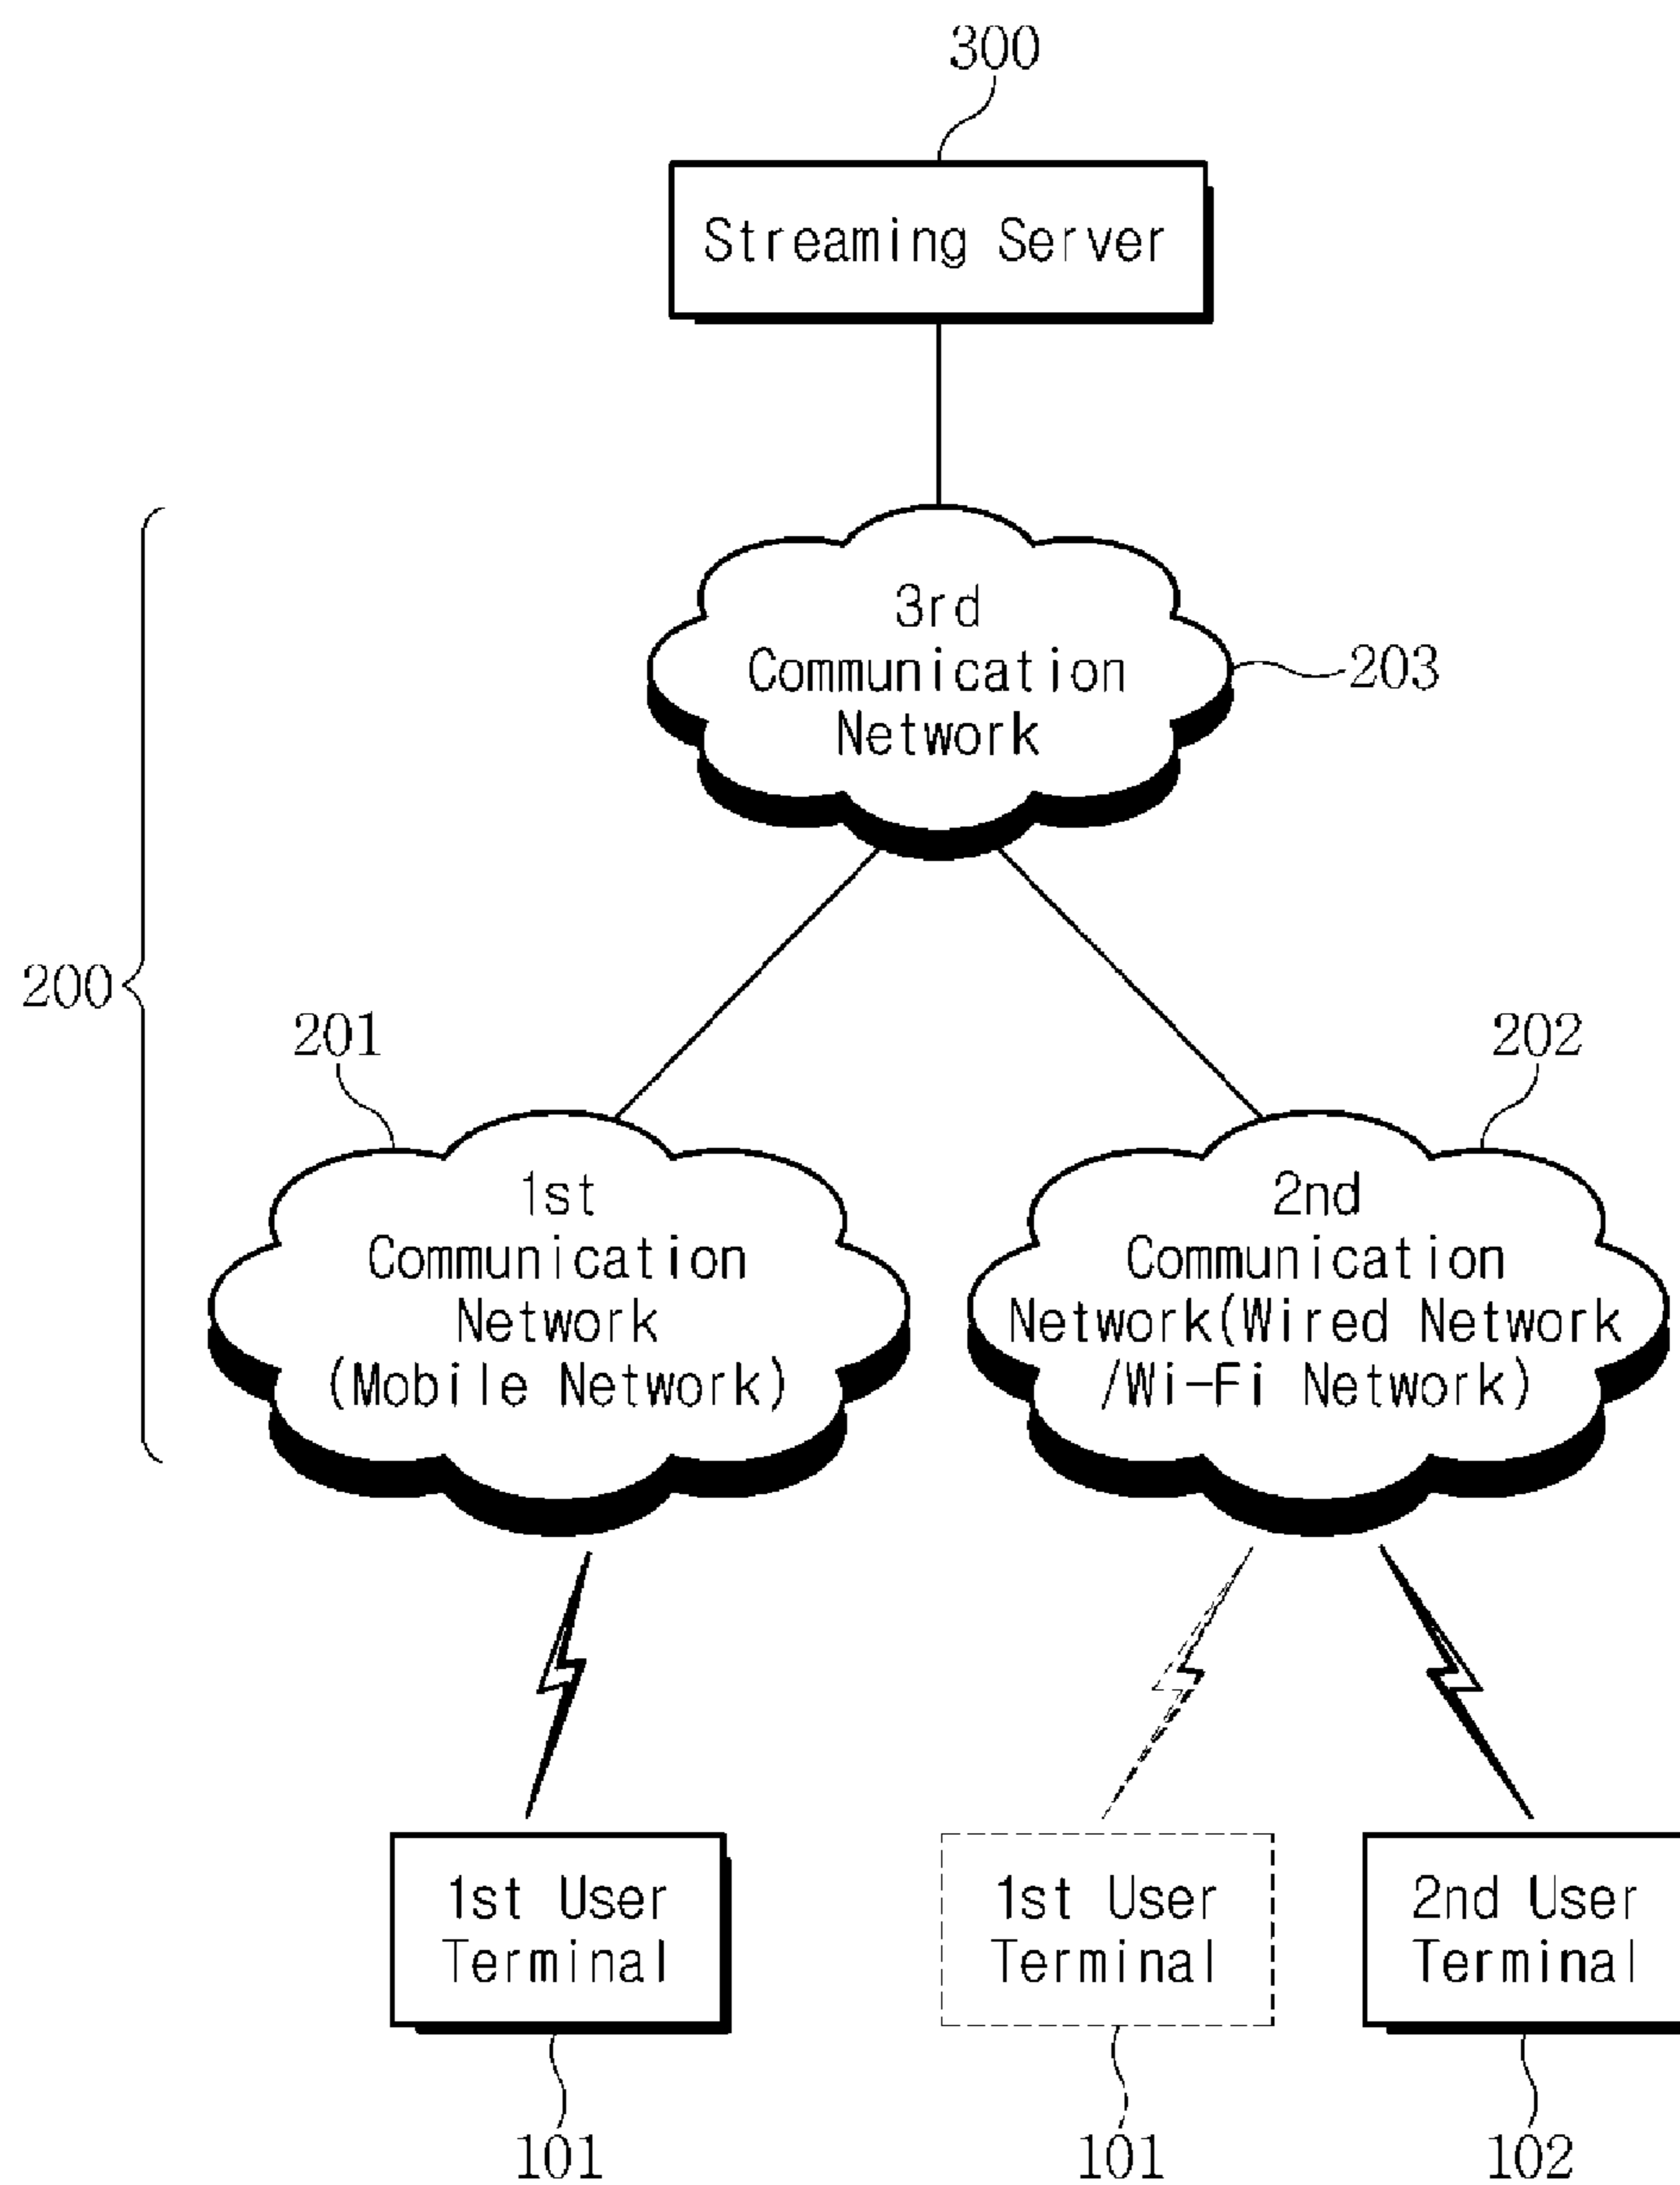 300
Streaming Server
3rd
Communication
Network
203
200
201
202
1st
Communication
Network
(Mobile Network)
2nd
Communication
Network(Wired Network
/Wi-Fi Network)
1st User
Terminal
1st User
Terminal
2nd User
Terminal
101
101
102